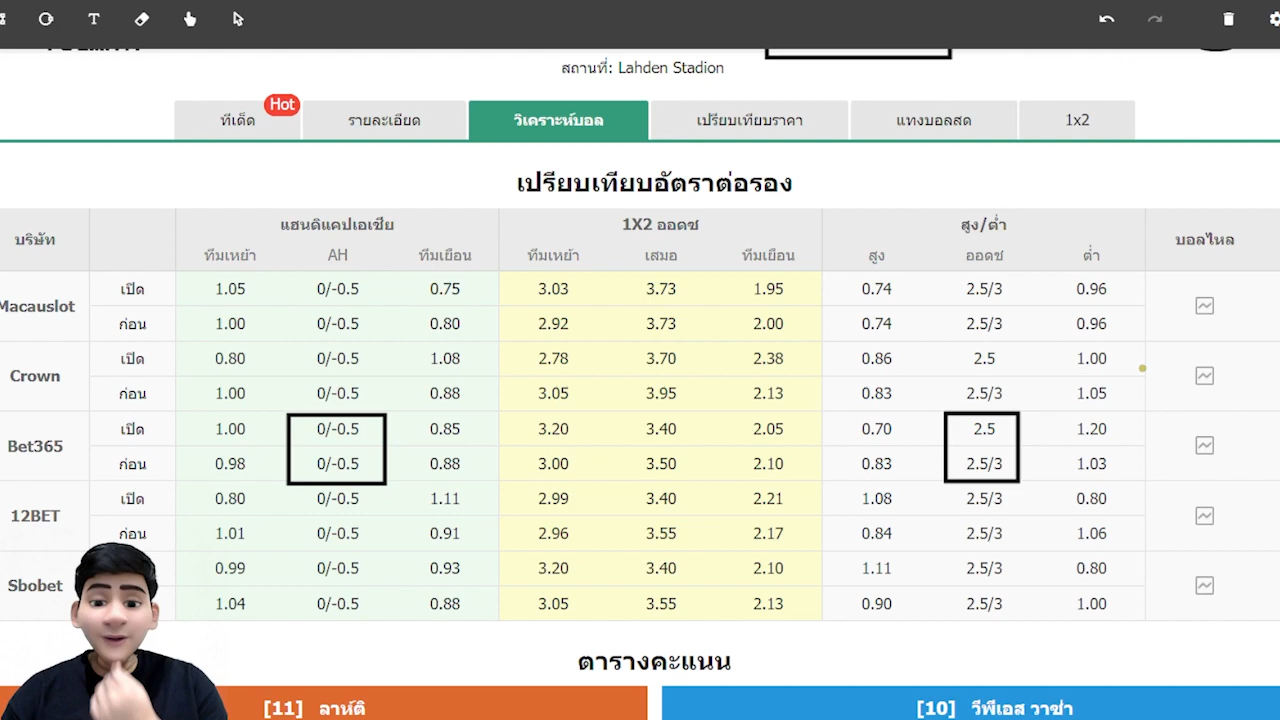 T
สถานที่: Lahden Stadion
ทีเด็ด Hot รายละเอียด วิเคราะห์บอล เปรียบเทียบราคา แทงบอลสด 1x2
เปรียบเทียบอัตราต่อรอง
บริษัท แฮนดิแคปเอเชีย 1X2 ออดซ สูง/ต่ำ บอลไหล
ทีมเหย้า AH ทีมเยือน ทีมเหย้า เสมอ ทีมเยือน สูง ออดซ ต่ำ
Macauslot เปิด 1.05 0/-0.5 0.75 3.03 3.73 1.95 0.74 2.5/3 0.96
ก่อน 1.00 0/-0.5 0.80 2.92 3.73 2.00 0.74 2.5/3 0.96
Crown เปิด 0.80 0/-0.5 1.08 2.78 3.70 2.38 0.86 2.5 1.00
ก่อน 1.00 0/-0.5 0.88 3.05 3.95 2.13 0.83 2.5/3 1.05
Bet365 เปิด 1.00 0/-0.5 0.85 3.20 3.40 2.05 0.70 2.5 1.20
ก่อน 0.98 0/-0.5 0.88 3.00 3.50 2.10 0.83 2.5/3 1.03
12BET เปิด 0.80 0/-0.5 1.11 2.99 3.40 2.21 1.08 2.5/3 0.80
ก่อน 1.01 0/-0.5 0.91 2.96 3.55 2.17 0.84 2.5/3 1.06
Sbobet 0.99 0/-0.5 0.93 3.20 3.40 2.10 1.11 2.5/3 0.80
1.04 0/-0.5 0.88 3.05 3.55 2.13 0.90 2.5/3 1.00
ตารางคะแนน
[11] ลาห์ติ [10] วีพีเอส วาซ่า